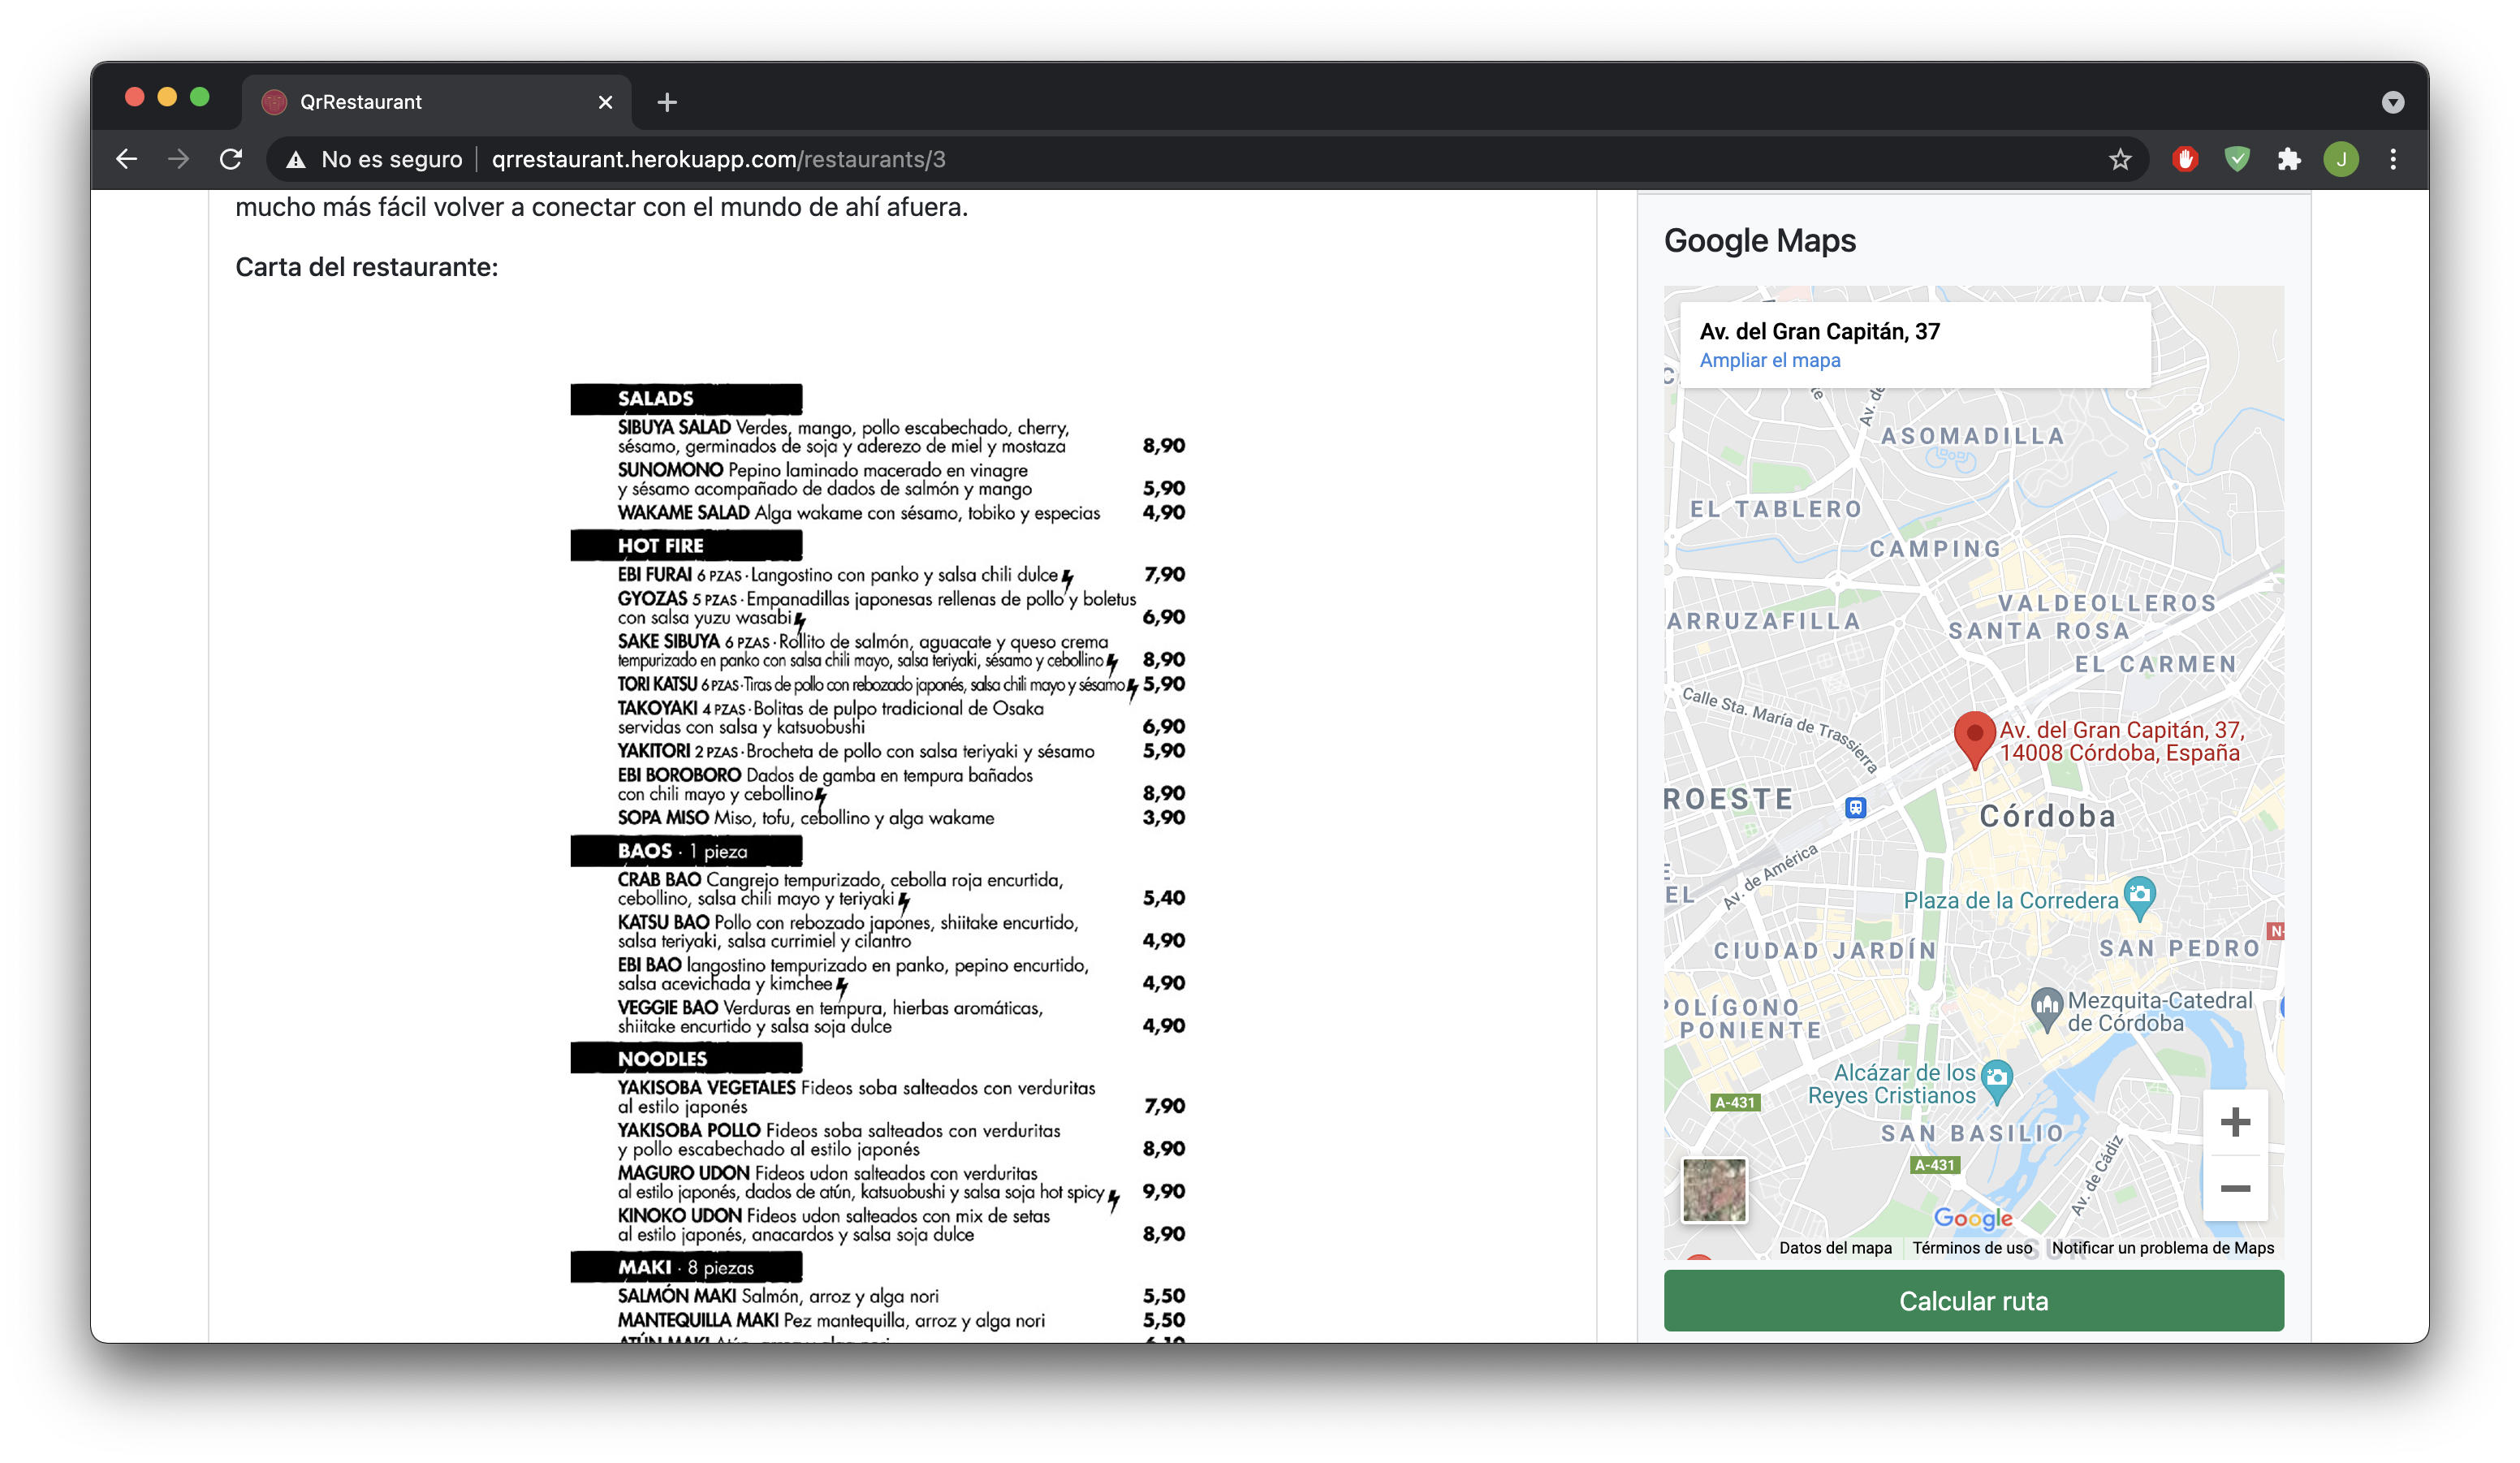 QrRestaurant
No es seguro
qrrestaurant.herokuapp.com/restaurants/3
J
mucho más fácil volver a conectar con el mundo de ahí afuera.
Carta del restaurante:
SALADS
SIBUYA SALAD Verdes, mango, pollo escabechado, cherry,
sésamo, germinados de soja y aderezo de miel y mostaza 8,90
SUNOMONO Pepino laminado macerado en vinagre
y sésamo acompañado de dados de salmón y mango 5,90
WAKAME SALAD Alga wakame con sésamo, tobiko y especias 4,90
HOT FIRE
EBI FURAI 6 PZAS · Langostino con panko y salsa chili dulce 7,90
GYOZAS 5 PZAS · Empanadillas japonesas rellenas de pollo y boletus
con salsa yuzu wasabi 6,90
SAKE SIBUYA 6 PZAS · Rollito de salmón, aguacate y queso crema
tempurizado en panko con salsa chili mayo, salsa teriyaki, sésamo y cebollino 8,90
TORI KATSU 6 PZAS · Tiras de pollo con rebozado japonés, salsa chili mayo y sésamo 5,90
TAKOYAKI 4 PZAS · Bolitas de pulpo tradicional de Osaka
servidas con salsa y katsuobushi 6,90
YAKITORI 2 PZAS · Brocheta de pollo con salsa teriyaki y sésamo 5,90
EBI BOROBORO Dados de gamba en tempura bañados
con chili mayo y cebollino 8,90
SOPA MISO Miso, tofu, cebollino y alga wakame 3,90
BAOS · 1 pieza
CRAB BAO Cangrejo tempurizado, cebolla roja encurtida,
cebollino, salsa chili mayo y teriyaki 5,40
KATSU BAO Pollo con rebozado japones, shiitake encurtido,
salsa teriyaki, salsa currimiel y cilantro 4,90
EBI BAO langostino tempurizado en panko, pepino encurtido,
salsa acevichada y kimchee 4,90
VEGGIE BAO Verduras en tempura, hierbas aromáticas,
shiitake encurtido y salsa soja dulce 4,90
NOODLES
YAKISOBA VEGETALES Fideos soba salteados con verduritas
al estilo japonés 7,90
YAKISOBA POLLO Fideos soba salteados con verduritas
y pollo escabechado al estilo japonés 8,90
MAGURO UDON Fideos udon salteados con verduritas
al estilo japonés, dados de atún, katsuobushi y salsa soja hot spicy 9,90
KINOKO UDON Fideos udon salteados con mix de setas
al estilo japonés, anacardos y salsa soja dulce 8,90
MAKI · 8 piezas
SALMÓN MAKI Salmón, arroz y alga nori 5,50
MANTEQUILLA MAKI Pez mantequilla, arroz y alga nori 5,50
ATÚN MAKI Atún, arroz y alga nori 6,10
Google Maps
Av. del Gran Capitán, 37
Ampliar el mapa
Av. de
ASOMADILLA
EL TABLERO
CAMPING
VALDEOLLEROS
ARRUZAFILLA
SANTA ROSA
EL CARMEN
Calle Sta. María de Trassierra
Av. del Gran Capitán, 37,
14008 Córdoba, España
ROESTE
Córdoba
Av. de América
EL
Plaza de la Corredera
CIUDAD JARDÍN
SAN PEDRO
N-
POLÍGONO
PONIENTE
Mezquita-Catedral
de Córdoba
Alcázar de los
Reyes Cristianos
A-431
SAN BASILIO
A-431
Av. de Cádiz
Google
SUR
Datos del mapa
Términos de uso
Notificar un problema de Maps
Calcular ruta